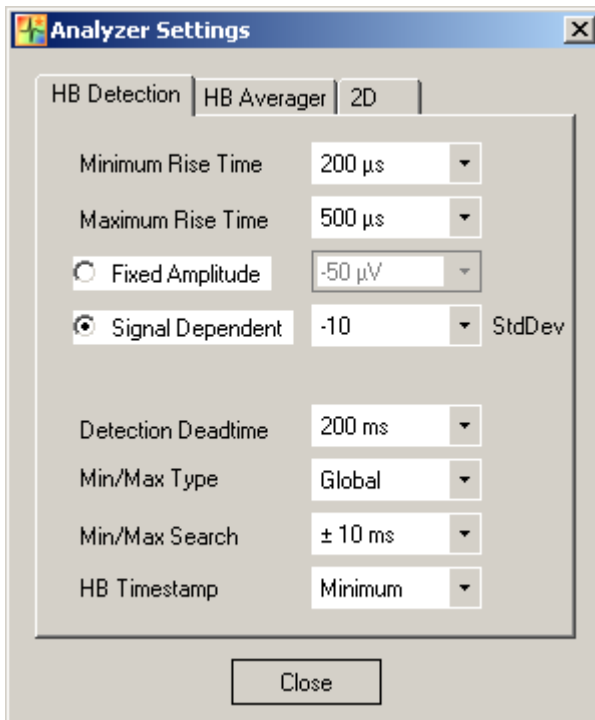 Analyzer Settings
HB Detection HB Averager 2D
Minimum Rise Time 200 µs
Maximum Rise Time 500 µs
Fixed Amplitude -50 µV
Signal Dependent -10 StdDev
Detection Deadtime 200 ms
Min/Max Type Global
Min/Max Search ± 10 ms
HB Timestamp Minimum
Close